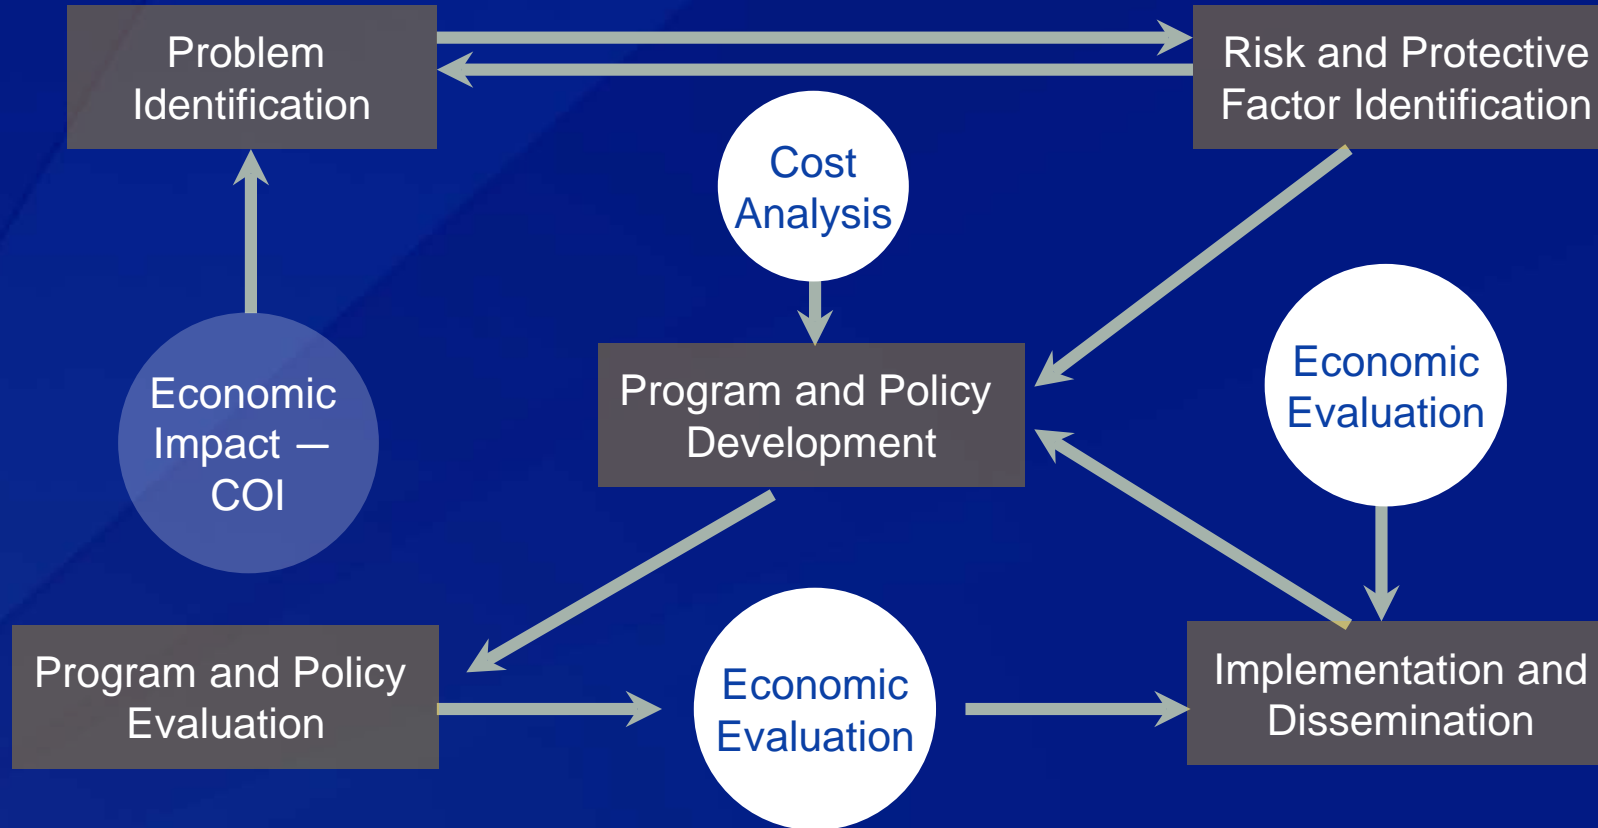 Problem
Identification
Risk and Protective
Factor Identification
Cost
Analysis
Economic
Impact —
COI
Program and Policy
Development
Economic
Evaluation
Program and Policy
Evaluation
Economic
Evaluation
Implementation and
Dissemination